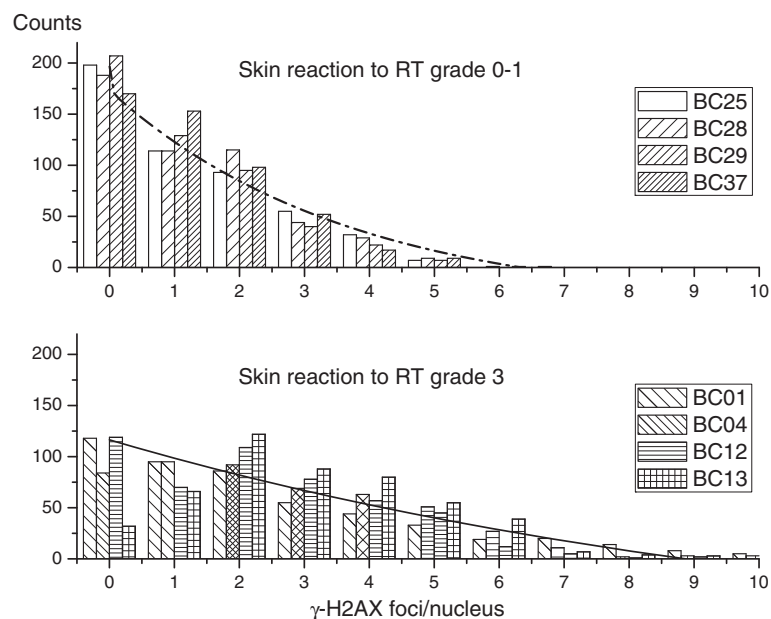 Counts
200
150
100
50
0
Skin reaction to RT grade 0-1
BC25
BC28
BC29
BC37
0 1 2 3 4 5 6 7 8 9 10
200
150
100
50
0
Skin reaction to RT grade 3
BC01
BC04
BC12
BC13
0 1 2 3 4 5 6 7 8 9 10
γ-H2AX foci/nucleus